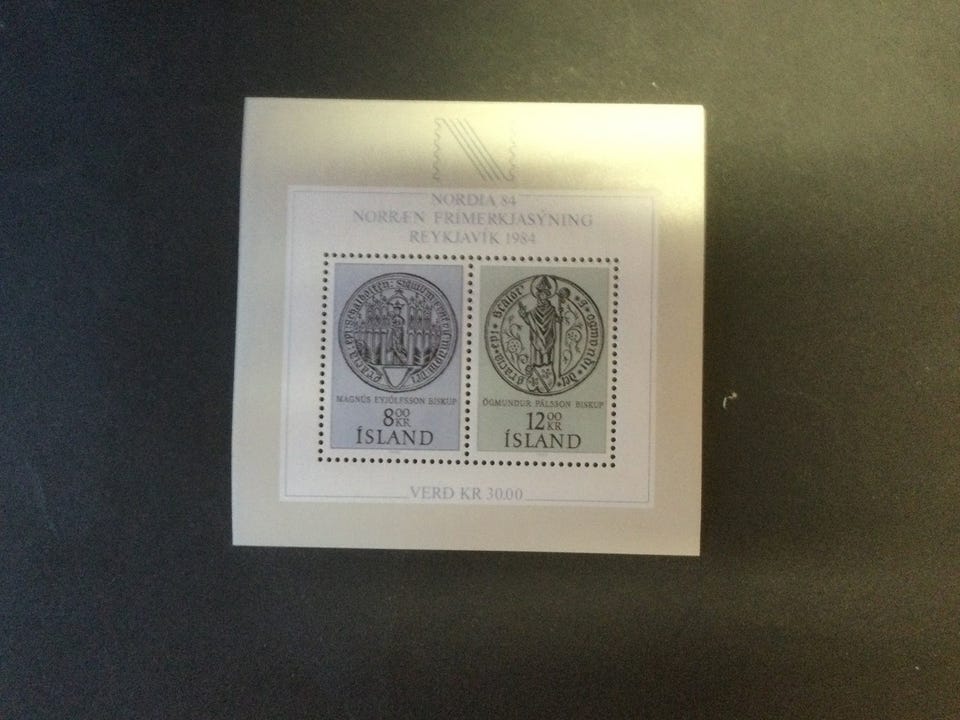 NORDIA 84
NORRÆN FRÍMERKJASÝNING
REYKJAVÍK 1984
MAGNÚS EYJÓLFSSON BISKUP
8 00 KR
ÍSLAND
ÖGMUNDUR PÁLSSON BISKUP
12 00 KR
ÍSLAND
VERÐ KR 30.00